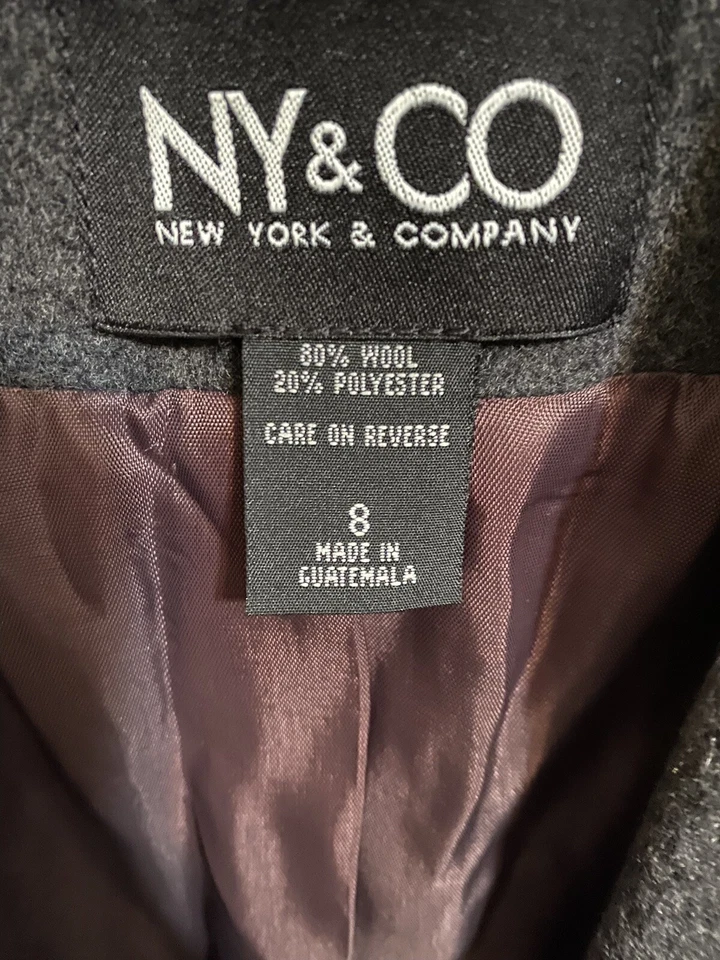 NY&CO
NEW YORK & COMPANY
80% WOOL
20% POLYESTER
CARE ON REVERSE
8
MADE IN
GUATEMALA